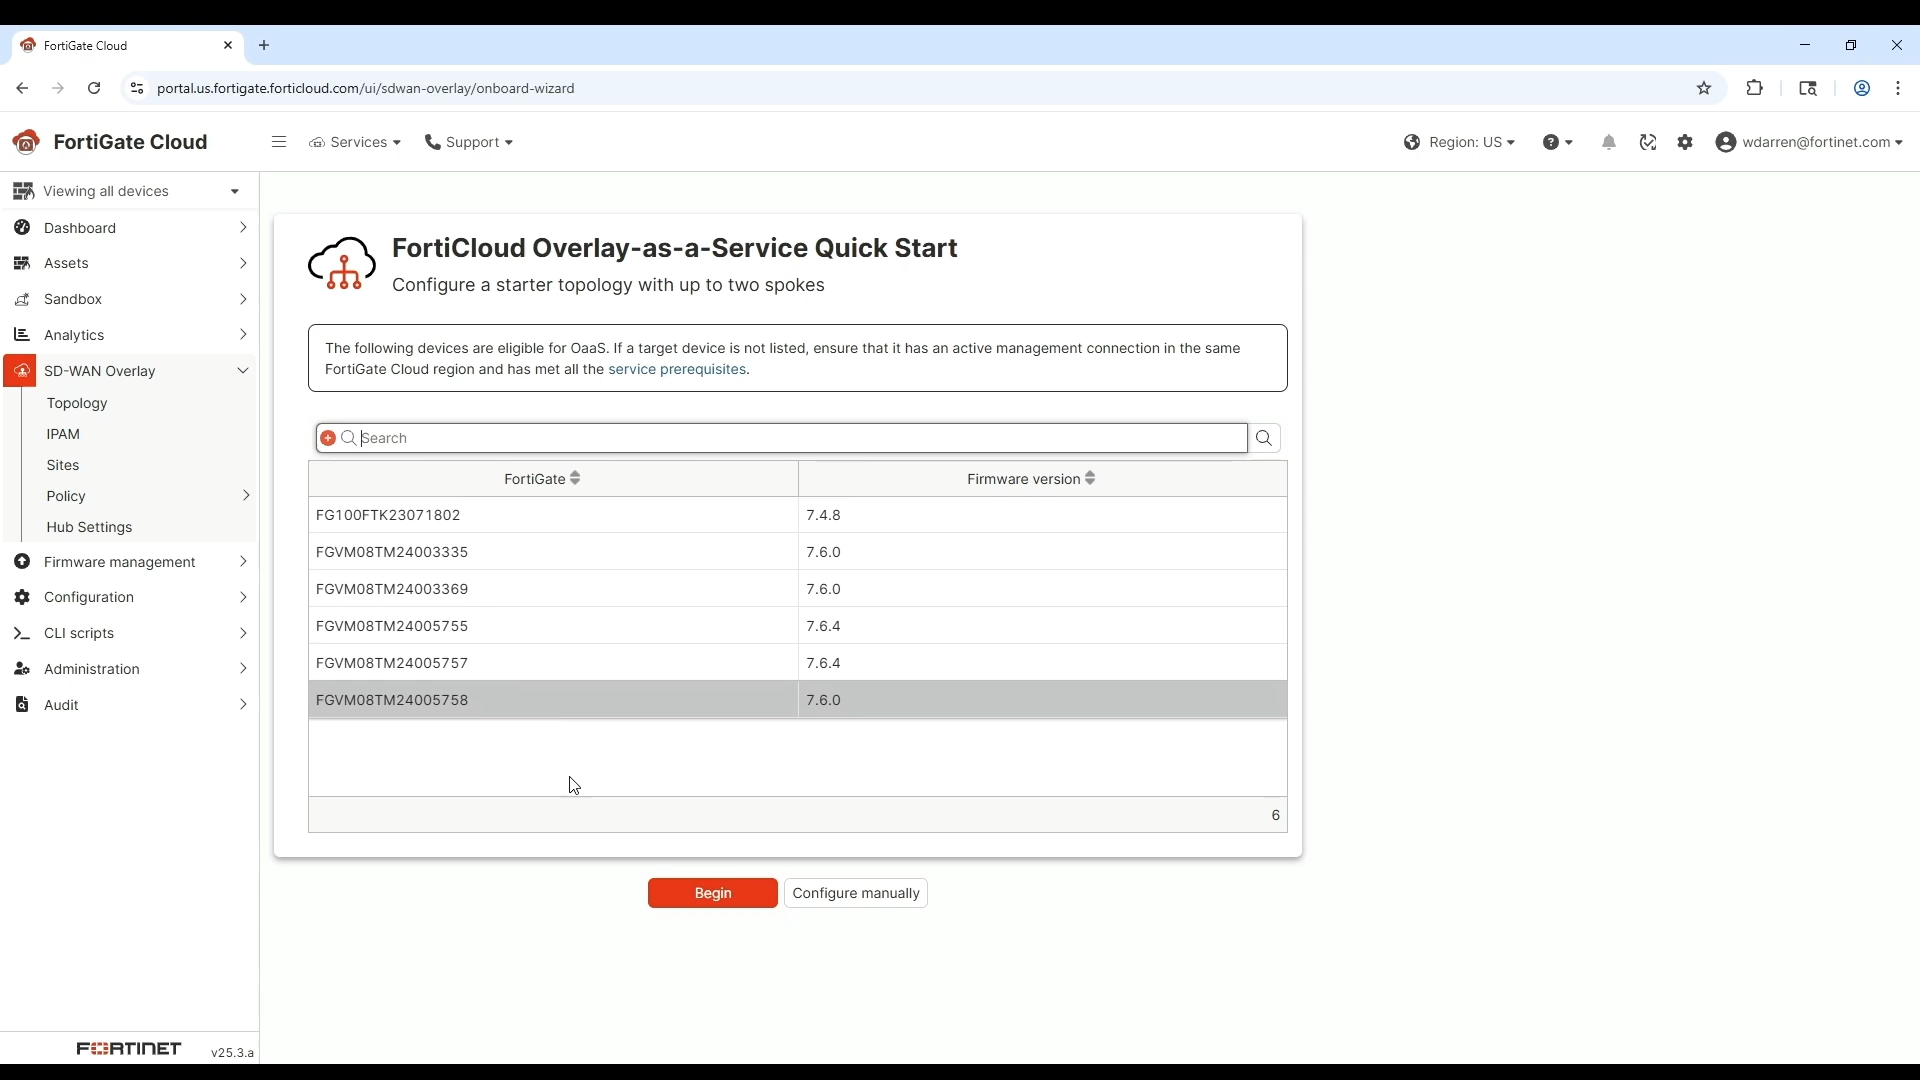 FortiGate Cloud
portal.us.fortigate.forticloud.com/ui/sdwan-overlay/onboard-wizard
FortiGate Cloud
Services
Support
Region: US
wdarren@fortinet.com
Viewing all devices
Dashboard
Assets
Sandbox
Analytics
SD-WAN Overlay
Topology
IPAM
Sites
Policy
Hub Settings
Firmware management
Configuration
CLI scripts
Administration
Audit
FORTINET
v25.3.a
FortiCloud Overlay-as-a-Service Quick Start
Configure a starter topology with up to two spokes
The following devices are eligible for OaaS. If a target device is not listed, ensure that it has an active management connection in the same
FortiGate Cloud region and has met all the service prerequisites.
Search
FortiGate Firmware version
FG100FTK23071802 7.4.8
FGVM08TM24003335 7.6.0
FGVM08TM24003369 7.6.0
FGVM08TM24005755 7.6.4
FGVM08TM24005757 7.6.4
FGVM08TM24005758 7.6.0
6
Begin
Configure manually